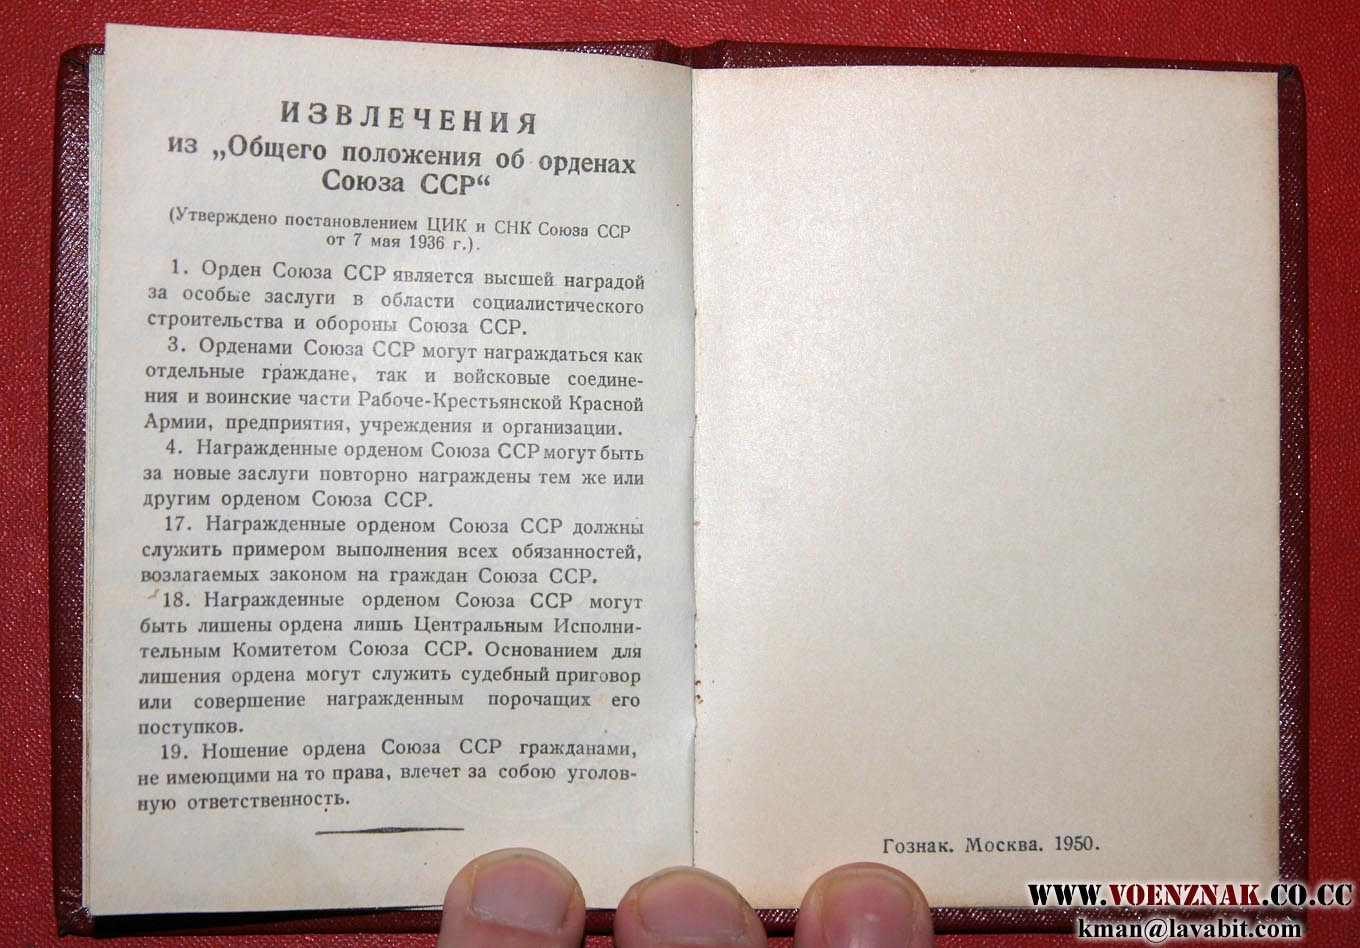 ИЗВЛЕЧЕНИЯ
из „Общего положения об орденах
Союза ССР“
(Утверждено постановлением ЦИК и СНК Союза ССР
от 7 мая 1936 г.).
1. Орден Союза ССР является высшей наградой
за особые заслуги в области социалистического
строительства и обороны Союза ССР.
3. Орденами Союза ССР могут награждаться как
отдельные граждане, так и войсковые соедине-
ния и воинские части Рабоче-Крестьянской Красной
Армии, предприятия, учреждения и организации.
4. Награжденные орденом Союза ССР могут быть
за новые заслуги повторно награждены тем же или
другим орденом Союза ССР.
17. Награжденные орденом Союза ССР должны
служить примером выполнения всех обязанностей,
возлагаемых законом на граждан Союза ССР.
18. Награжденные орденом Союза ССР могут
быть лишены ордена лишь Центральным Исполни-
тельным Комитетом Союза ССР. Основанием для
лишения ордена могут служить судебный приговор
или совершение награжденным порочащих его
поступков.
19. Ношение ордена Союза ССР гражданами,
не имеющими на то права, влечет за собою уголов-
ную ответственность.
Гознак. Москва. 1950.
WWW.VOENZNAK.CO.CC
kman@lavabit.com